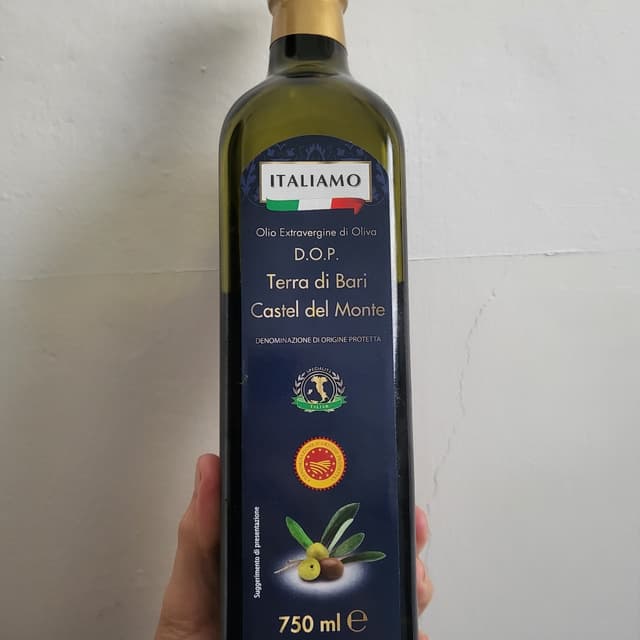 ITALIAMO
Olio Extravergine di Oliva
D.O.P.
Terra di Bari
Castel del Monte
DENOMINAZIONE DI ORIGINE PROTETTA
ITALIA
Suggerimento di presentazione
750 ml e